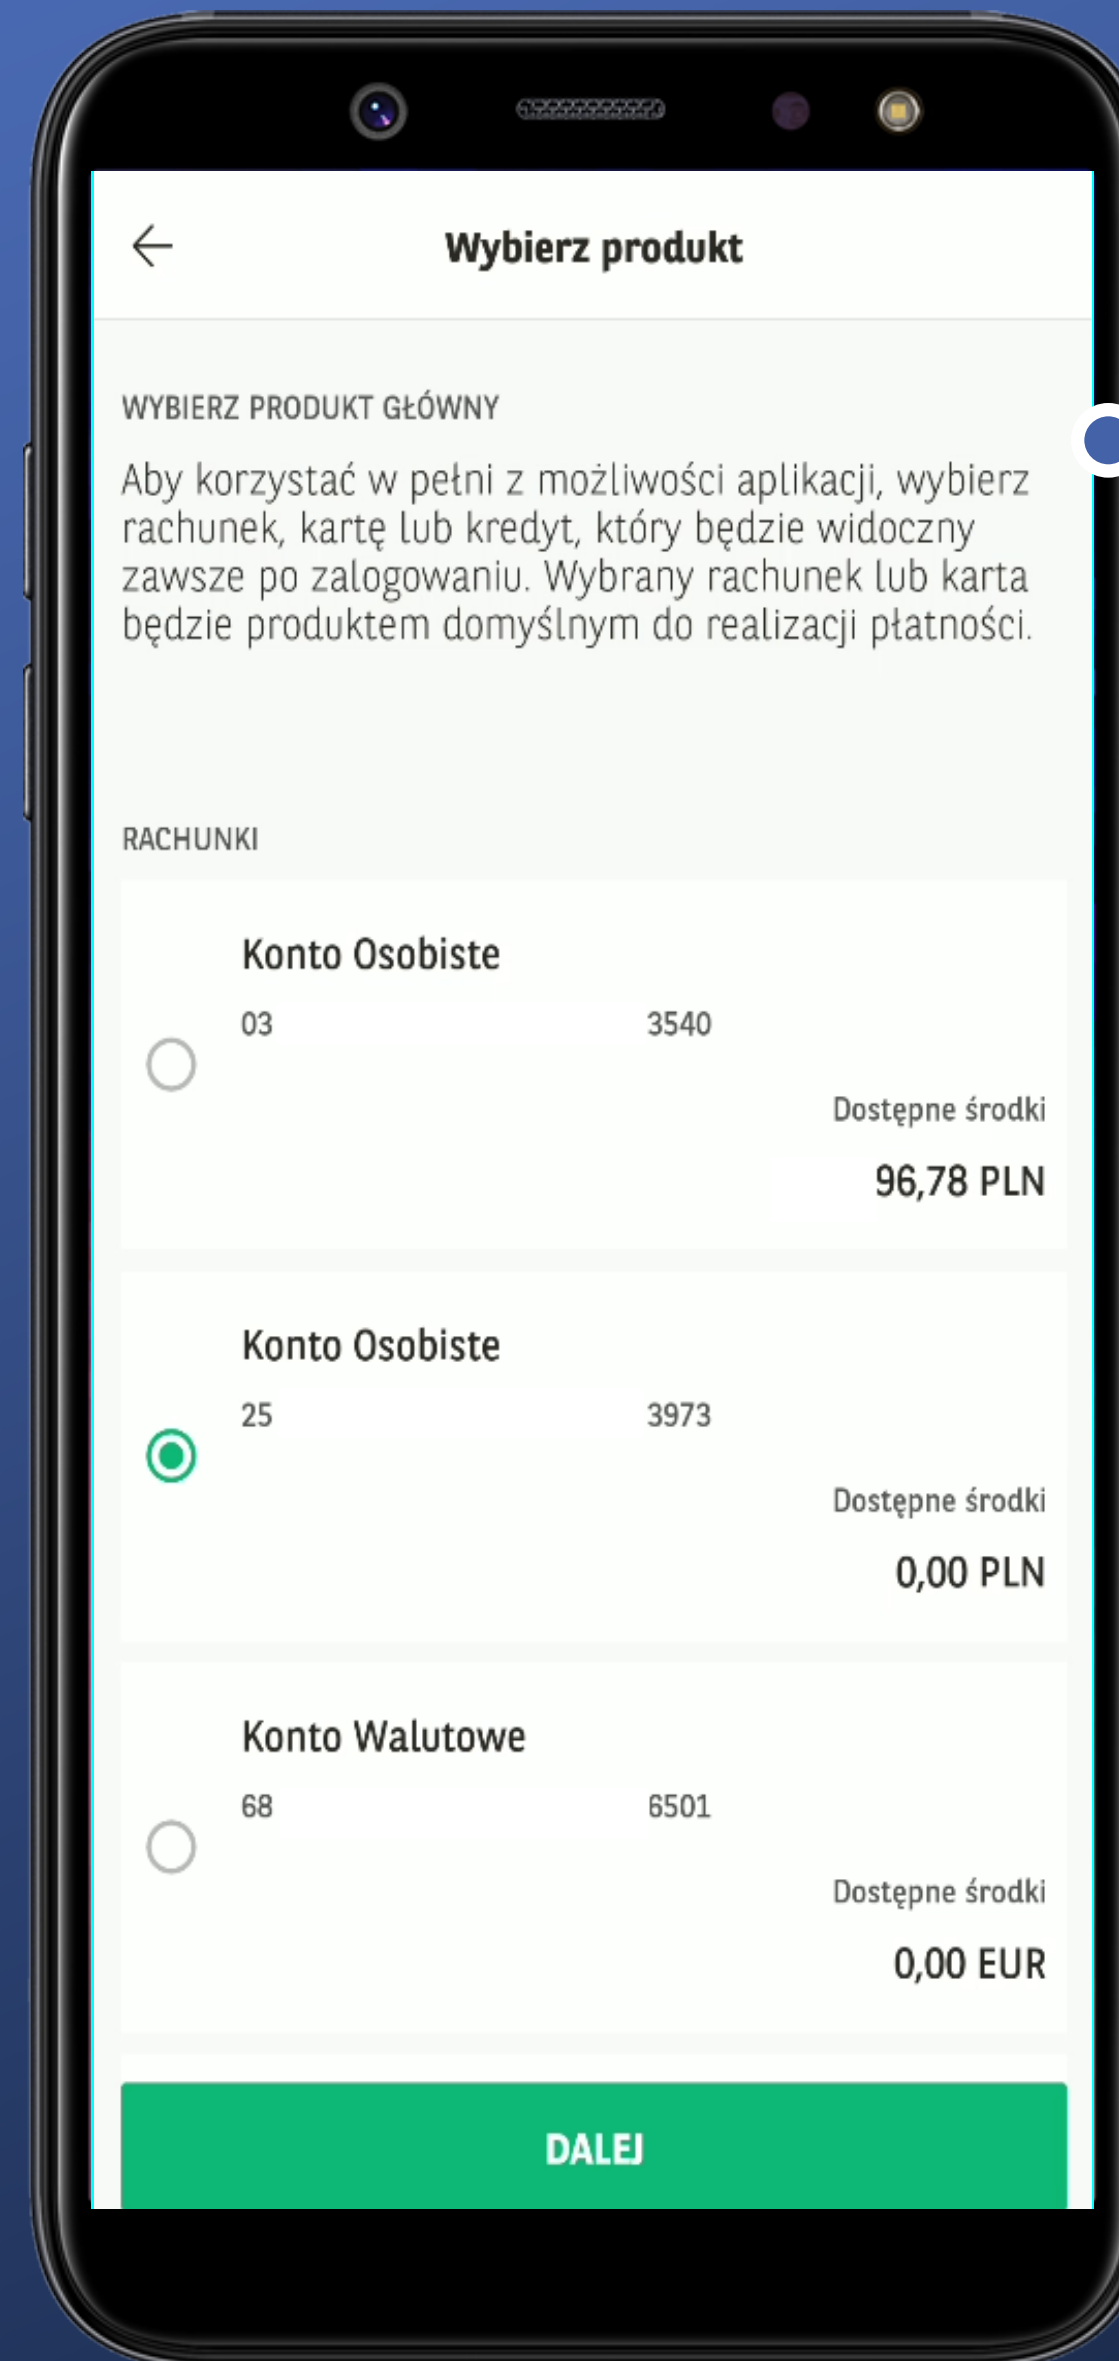 Wybierz produkt
WYBIERZ PRODUKT GŁÓWNY
Aby korzystać w pełni z możliwości aplikacji, wybierz
rachunek, kartę lub kredyt, który będzie widoczny
zawsze po zalogowaniu. Wybrany rachunek lub karta
będzie produktem domyślnym do realizacji płatności.
RACHUNKI
Konto Osobiste
03 3540
Dostępne środki
96,78 PLN
Konto Osobiste
25 3973
Dostępne środki
0,00 PLN
Konto Walutowe
68 6501
Dostępne środki
0,00 EUR
DALEJ